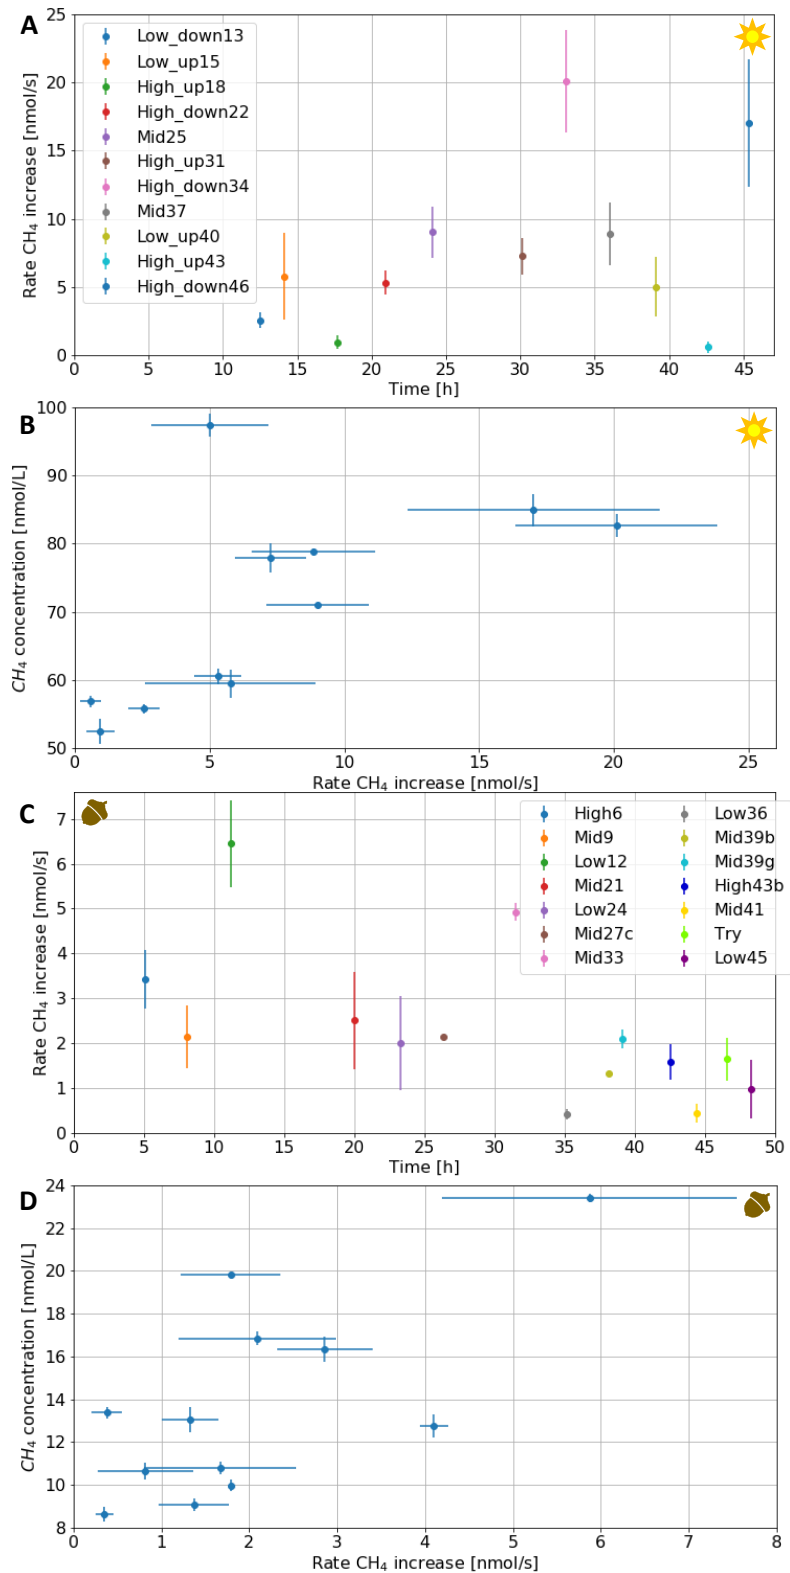 A
25
20
15
10
5
0
Rate CH₄ increase [nmol/s]
Low_down13
Low_up15
High_up18
High_down22
Mid25
High_up31
High_down34
Mid37
Low_up40
High_up43
High_down46
0 5 10 15 20 25 30 35 40 45
Time [h]
B
100
90
80
70
60
50
CH₄ concentration [nmol/L]
0 5 10 15 20 25
Rate CH₄ increase [nmol/s]
C
7
6
5
4
3
2
1
0
Rate CH₄ increase [nmol/s]
High6
Mid9
Low12
Mid21
Low24
Mid27c
Mid33
Low36
Mid39b
Mid39g
High43b
Mid41
Try
Low45
0 5 10 15 20 25 30 35 40 45 50
Time [h]
D
24
22
20
18
16
14
12
10
8
CH₄ concentration [nmol/L]
0 1 2 3 4 5 6 7 8
Rate CH₄ increase [nmol/s]